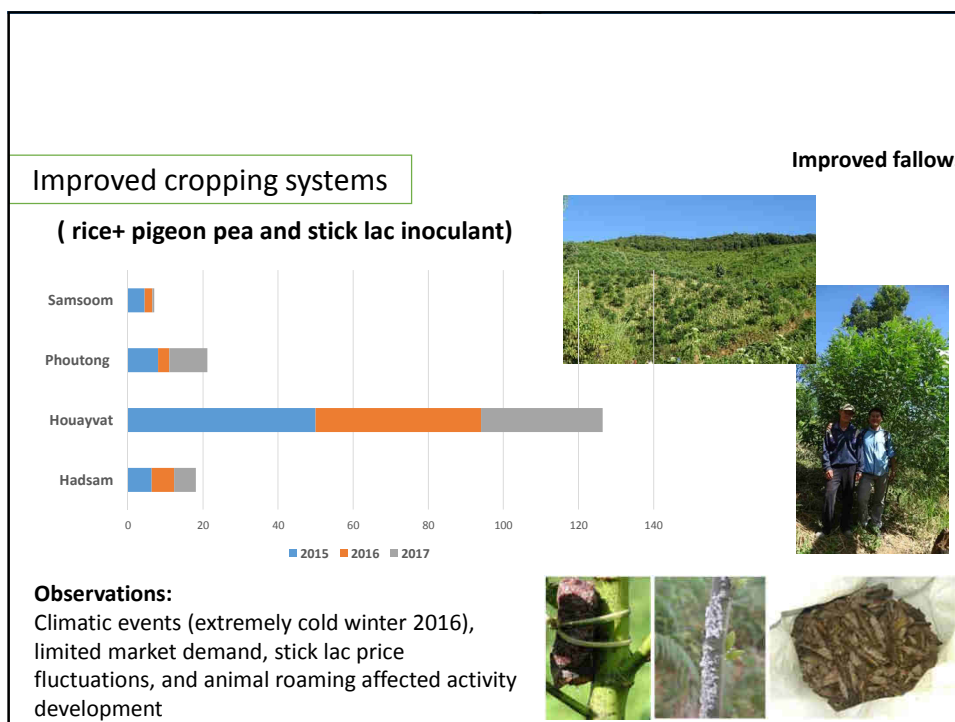 Improved fallow
Improved cropping systems
( rice+ pigeon pea and stick lac inoculant)
Samsoom
Phoutong
Houayvat
Hadsam
0 20 40 60 80 100 120 140
2015 2016 2017
Observations:
Climatic events (extremely cold winter 2016),
limited market demand, stick lac price
fluctuations, and animal roaming affected activity
development